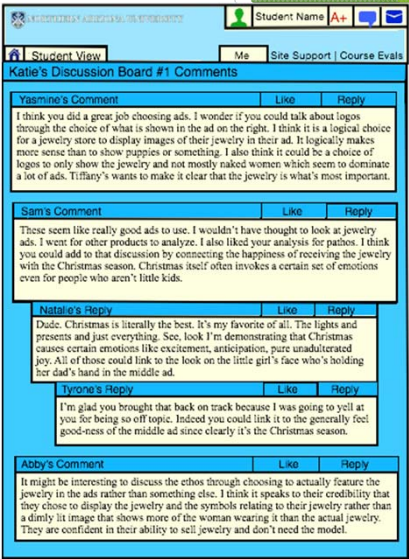 NORTHERN ARIZONA UNIVERSITY
Student Name A+
Student View Me Site Support | Course Evals
Katie's Discussion Board #1 Comments
Yasmine's Comment Like Reply
I think you did a great job choosing ads. I wonder if you could talk about logos
through the choice of what is shown in the ad on the right. I think it is a logical choice
for a jewelry store to display images of their jewelry in their ad. It logically makes
more sense than to show puppies or something. I also think it could be a choice of
logos to only show the jewelry and not mostly naked women which seem to dominate
a lot of ads. Tiffany's wants to make it clear that the jewelry is what's most important.
Sam's Comment Like Reply
These seem like really good ads to use. I wouldn't have thought to look at jewelry
ads. I went for other products to analyze. I also liked your analysis for pathos. I think
you could add to that discussion by connecting the happiness of receiving the jewelry
with the Christmas season. Christmas itself often invokes a certain set of emotions
even for people who aren't little kids.
Natalie's Reply Like Reply
Dude. Christmas is literally the best. It's my favorite of all. The lights and
presents and just everything. See, look I'm demonstrating that Christmas
causes certain emotions like excitement, anticipation, pure unadulterated
joy. All of those could link to the look on the little girl's face who's holding
her dad's hand in the middle ad.
Tyrone's Reply Like Reply
I'm glad you brought that back on track because I was going to yell at
you for being so off topic. Indeed you could link it to the generally feel
good-ness of the middle ad since clearly it's the Christmas season.
Abby's Comment Like Reply
It might be interesting to discuss the ethos through choosing to actually feature the
jewelry in the ads rather than something else. I think it speaks to their credibility that
they chose to display the jewelry and the symbols relating to their jewelry rather than
a dimly lit image that shows more of the woman wearing it than the actual jewelry.
They are confident in their ability to sell jewelry and don't need the model.